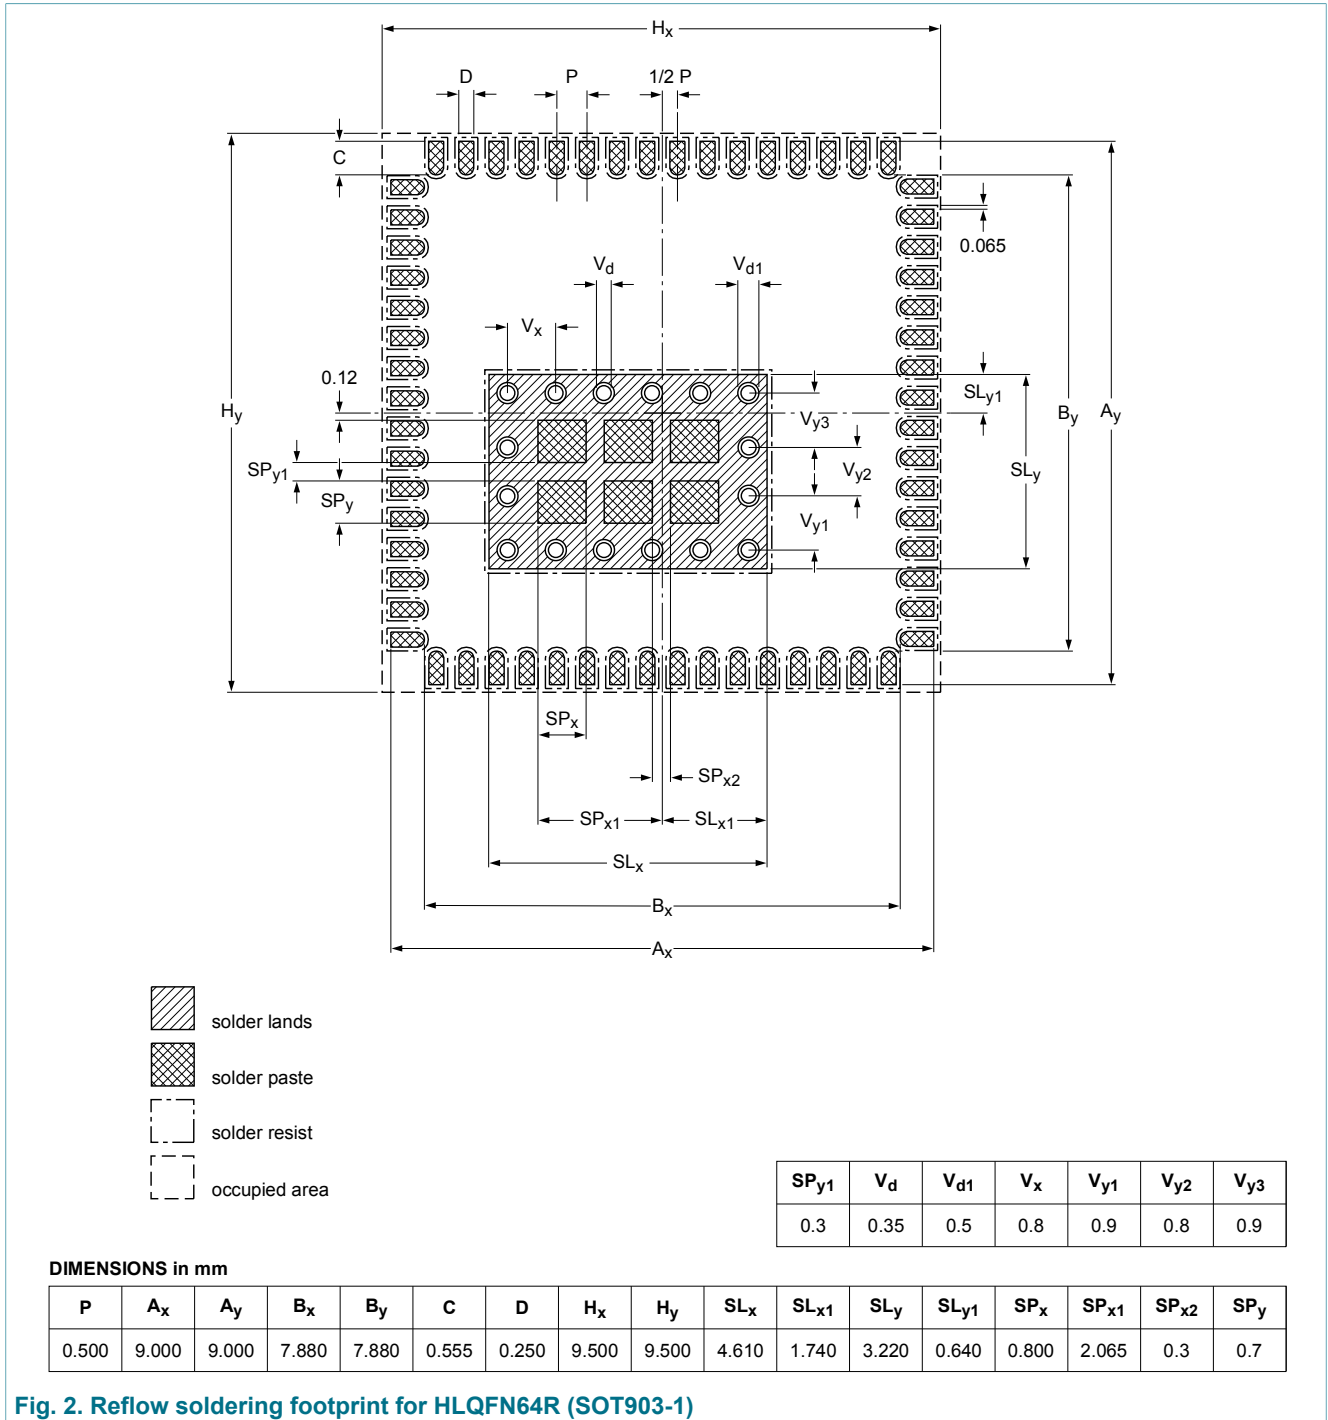 Hx
D P 1/2 P
C
0.065
Vd Vd1
Vx
0.12
SLy1
Hy
Vy3
By Ay
SPy1
Vy2
SLy
SPy
Vy1
SPx
SPx2
SPx1 SLx1
SLx
Bx
Ax
solder lands
solder paste
solder resist
occupied area
SPy1 Vd Vd1 Vx Vy1 Vy2 Vy3
0.3 0.35 0.5 0.8 0.9 0.8 0.9
DIMENSIONS in mm
P Ax Ay Bx By C D Hx Hy SLx SLx1 SLy SLy1 SPx SPx1 SPx2 SPy
0.500 9.000 9.000 7.880 7.880 0.555 0.250 9.500 9.500 4.610 1.740 3.220 0.640 0.800 2.065 0.3 0.7
Fig. 2. Reflow soldering footprint for HLQFN64R (SOT903-1)